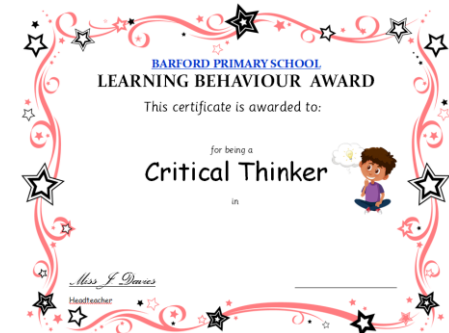 BARFORD PRIMARY SCHOOL
LEARNING BEHAVIOUR AWARD
This certificate is awarded to:
for being a
Critical Thinker
in
Miss J Davies
Headteacher